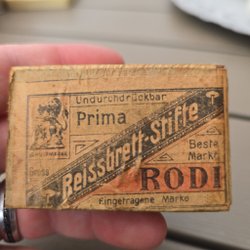 Undurchdrückbar
Prima
Reissbrett-Stifte
Beste
Marke
RODI
Eingetragene Marke